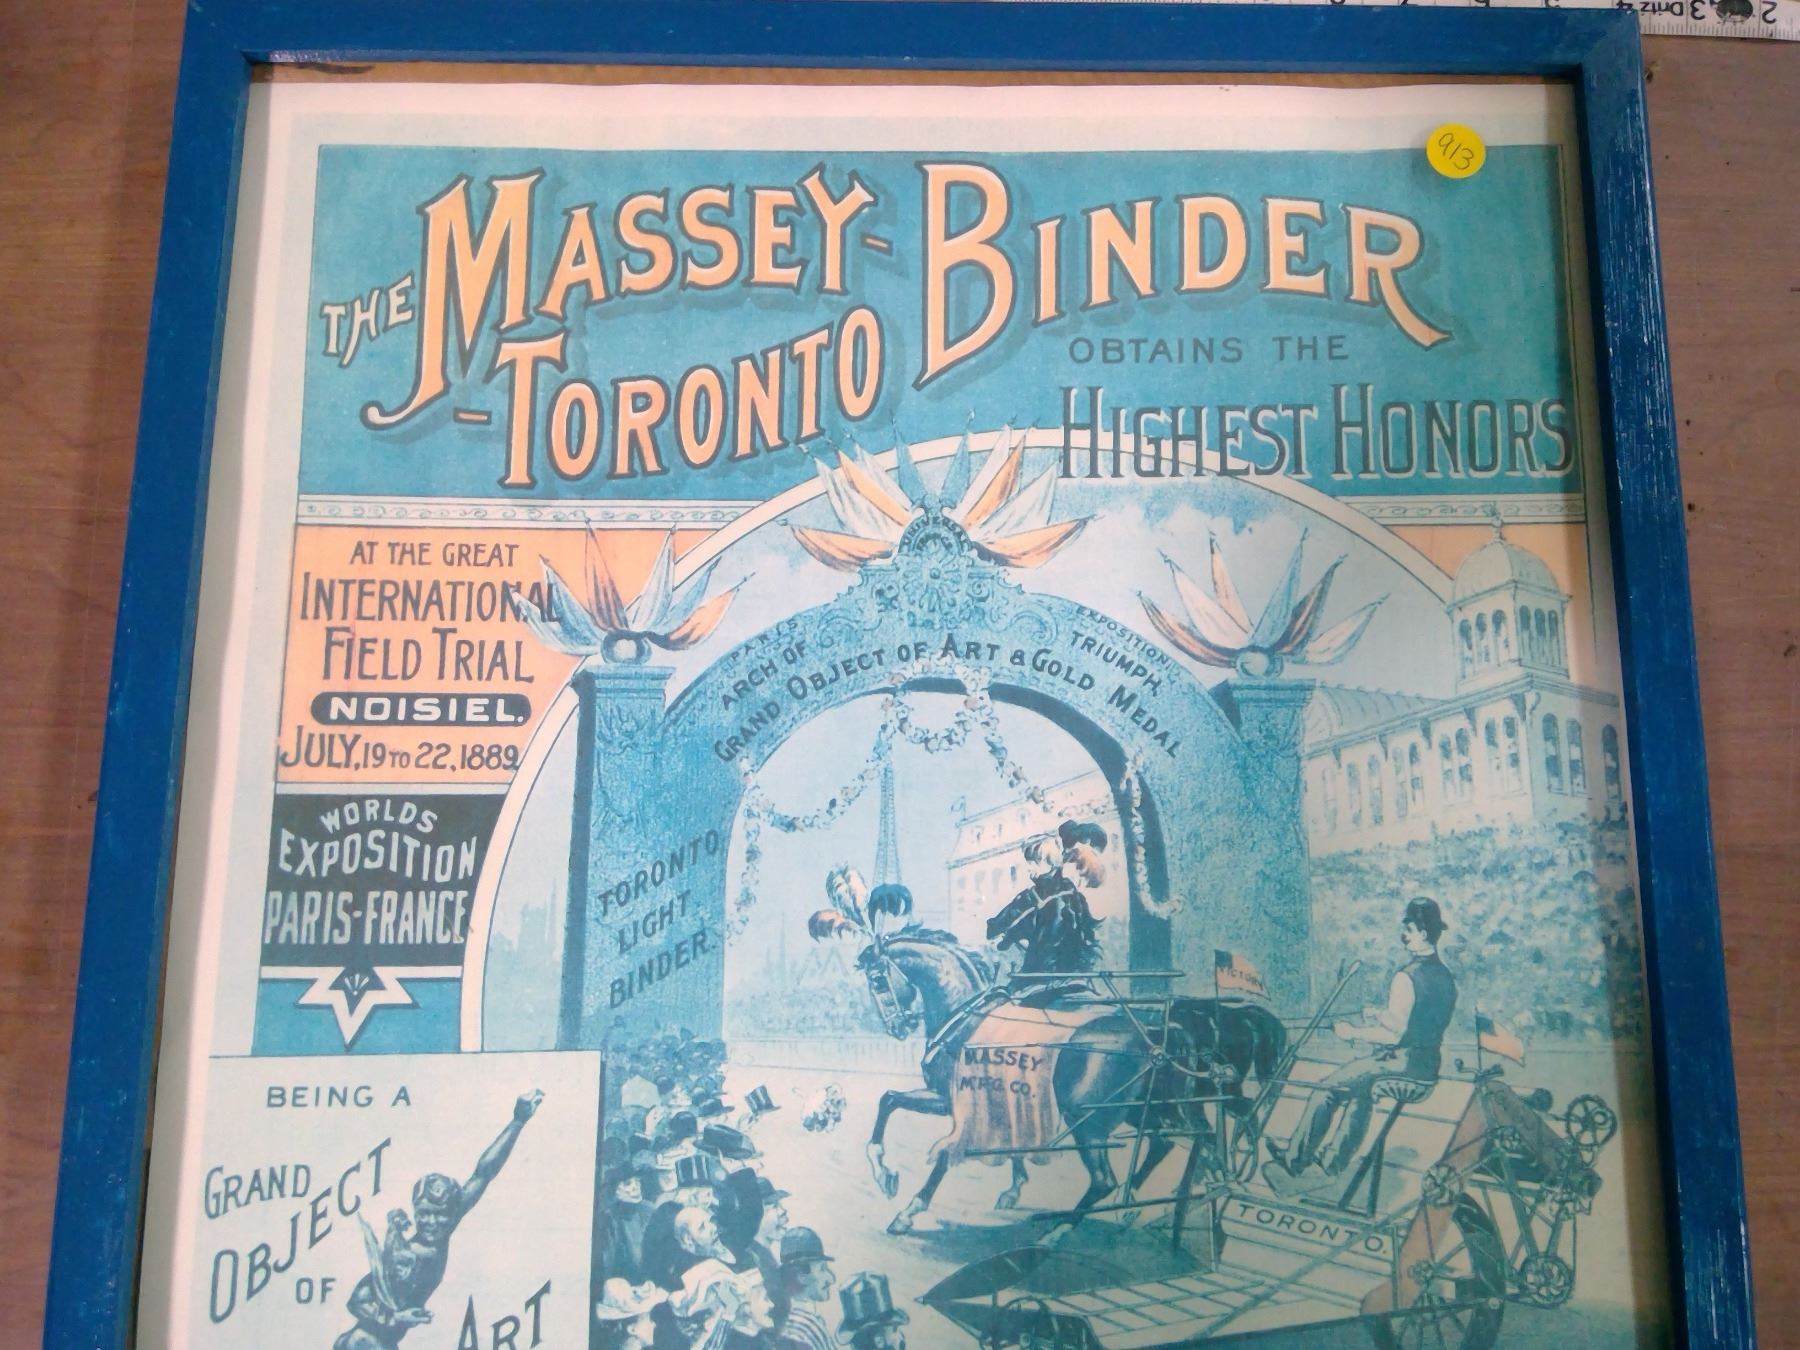 913
THE MASSEY-
-TORONTO
BINDER
OBTAINS THE
HIGHEST HONORS
AT THE GREAT
INTERNATIONAL
FIELD TRIAL
NOISIEL.
JULY, 19 TO 22, 1889
WORLDS
EXPOSITION
PARIS-FRANCE
UNIVERSAL
PARIS EXPOSITION
ARCH OF TRIUMPH,
GRAND OBJECT OF ART & GOLD MEDAL
TORONTO
LIGHT
BINDER.
VICTORY
MASSEY
M'F'G. CO.
TORONTO.
BEING A
GRAND
OBJECT
OF
ART